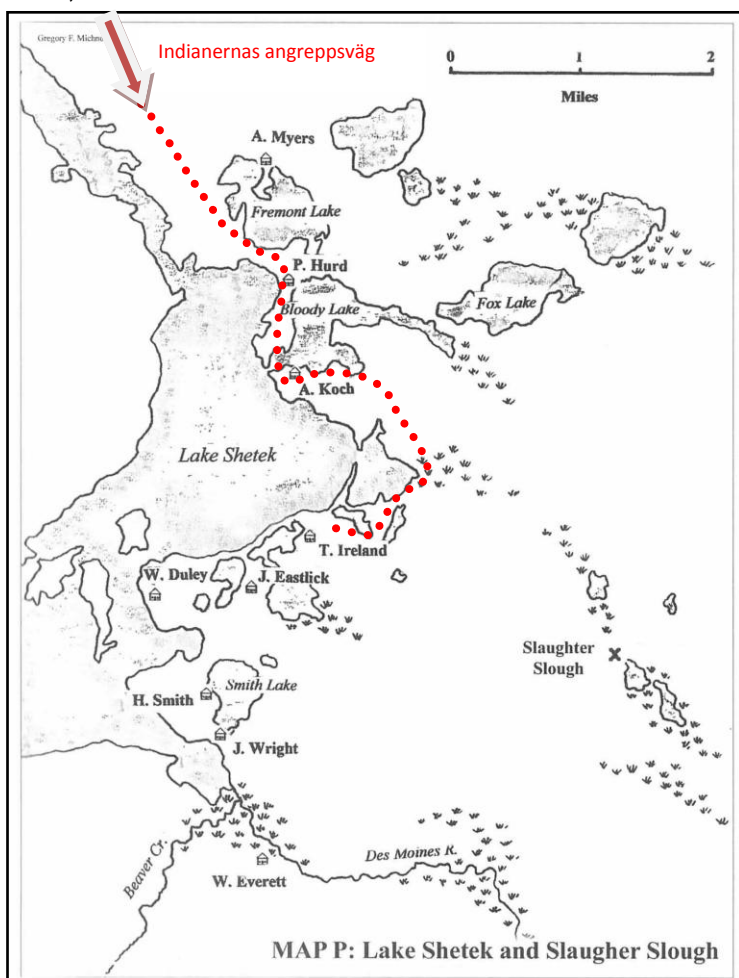 Gregory F. Michno
Indianernas angreppsväg
0 1 2
Miles
A. Myers
Fremont Lake
P. Hurd
Bloody Lake
Fox Lake
A. Koch
Lake Shetek
T. Ireland
W. Duley
J. Eastlick
Slaughter
Slough
Smith Lake
H. Smith
J. Wright
Des Moines R.
Beaver Cr.
W. Everett
MAP P: Lake Shetek and Slaugher Slough